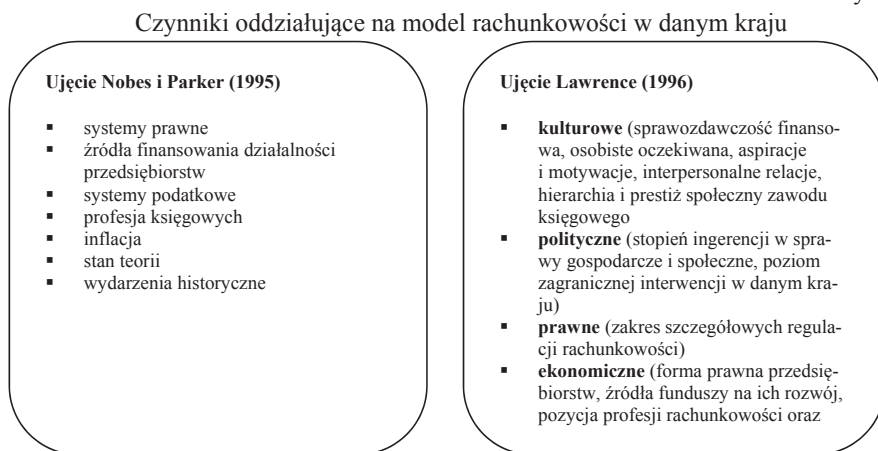 Czynniki oddziałujące na model rachunkowości w danym kraju
Ujęcie Nobes i Parker (1995)
▪ systemy prawne
▪ źródła finansowania działalności
przedsiębiorstw
▪ systemy podatkowe
▪ profesja księgowych
▪ inflacja
▪ stan teorii
▪ wydarzenia historyczne
Ujęcie Lawrence (1996)
▪ kulturowe (sprawozdawczość finanso-
wa, osobiste oczekiwana, aspiracje
i motywacje, interpersonalne relacje,
hierarchia i prestiż społeczny zawodu
księgowego
▪ polityczne (stopień ingerencji w spra-
wy gospodarcze i społeczne, poziom
zagranicznej interwencji w danym kra-
ju)
▪ prawne (zakres szczegółowych regula-
cji rachunkowości)
▪ ekonomiczne (forma prawna przedsię-
biorstw, źródła funduszy na ich rozwój,
pozycja profesji rachunkowości oraz